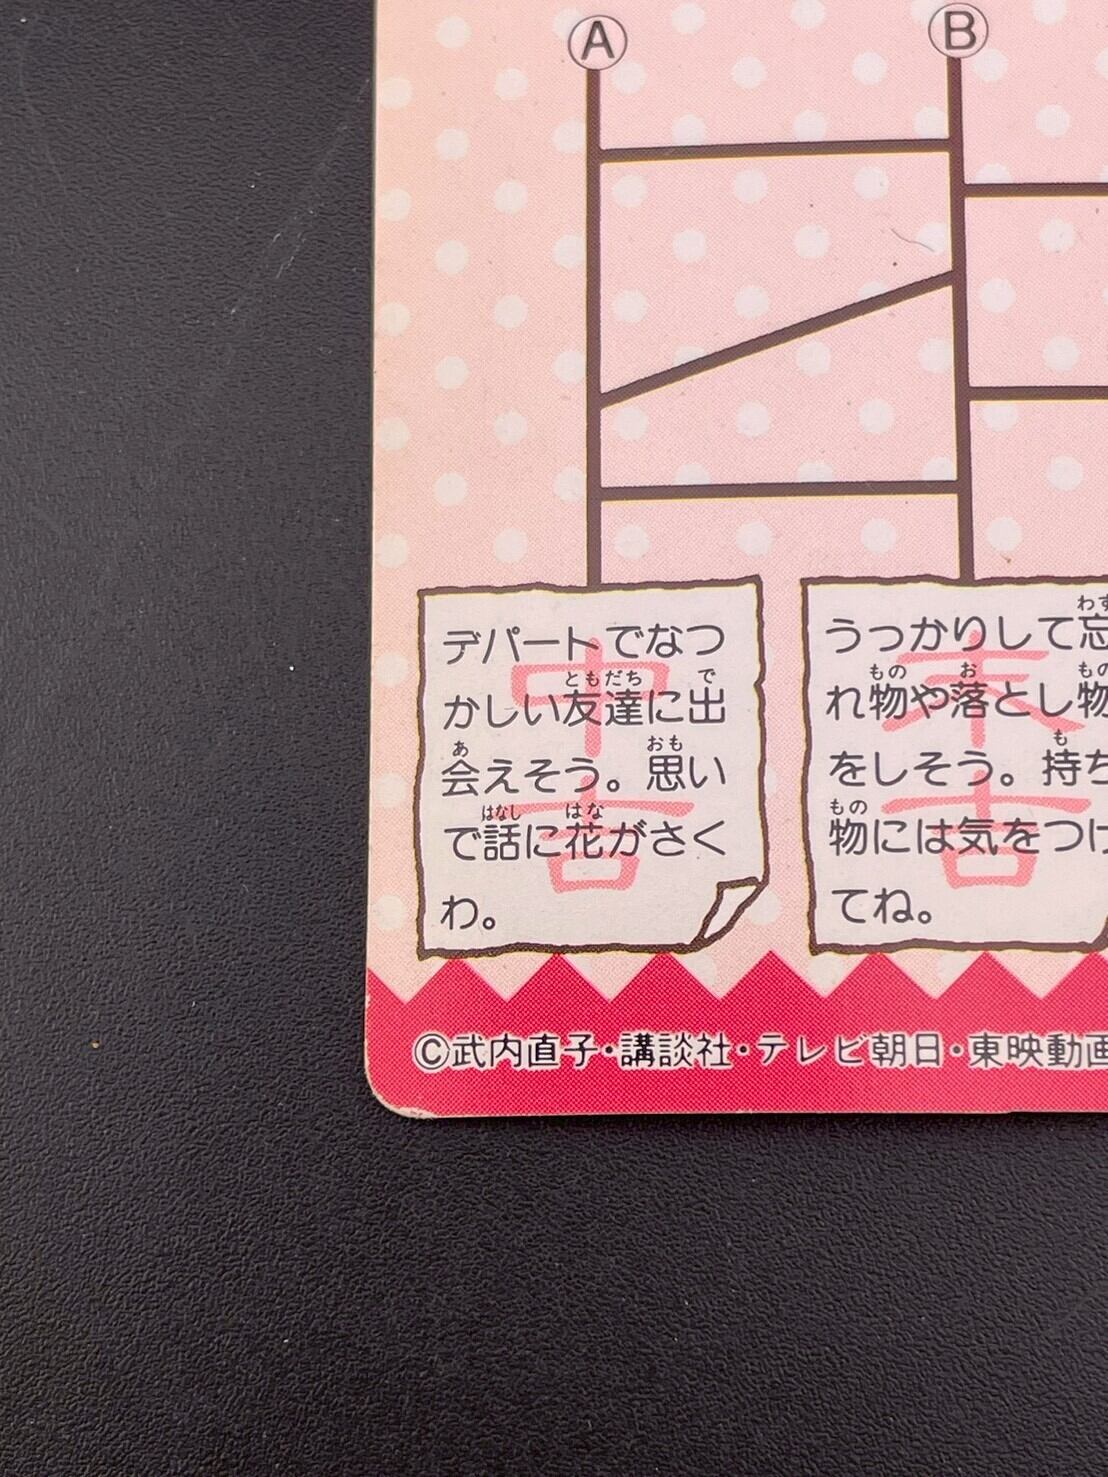 Ⓐ
Ⓑ
中吉
デパートでなつ
かしい友達に出
会えそう。思い
で話に花がさく
わ。
末吉
うっかりして忘
れ物や落とし物
をしそう。持ち
物には気をつけ
てね。
©武内直子・講談社・テレビ朝日・東映動画